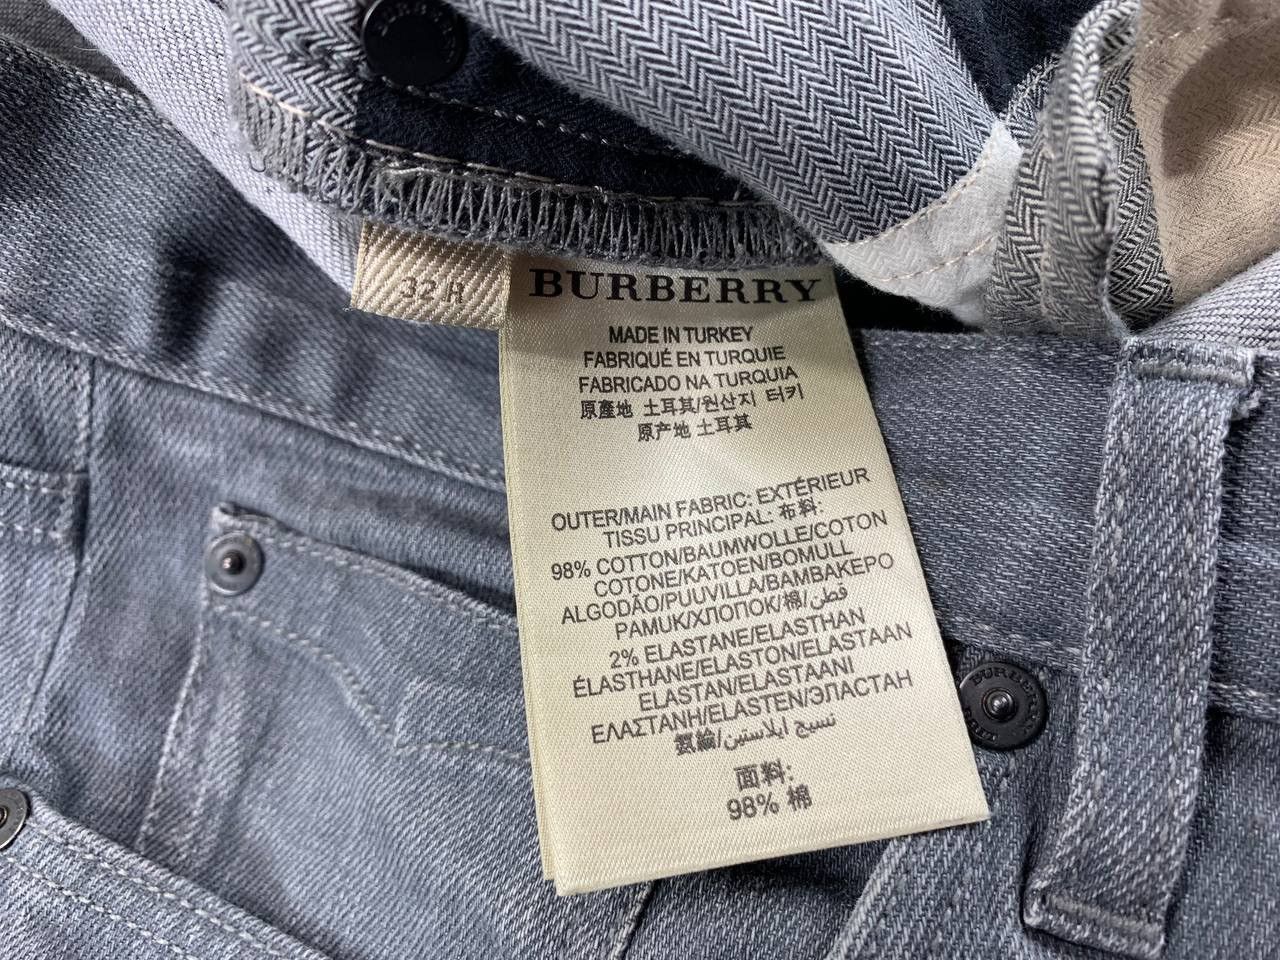 BURBERRY
32 R
BURBERRY
MADE IN TURKEY
FABRIQUÉ EN TURQUIE
FABRICADO NA TURQUIA
原產地 土耳其/원산지 터키
原产地 土耳其
OUTER/MAIN FABRIC: EXTÉRIEUR
TISSU PRINCIPAL: 布料:
98% COTTON/BAUMWOLLE/COTON
COTONE/KATOEN/BOMULL
ALGODÃO/PUUVILLA/ΒΑΜΒΑΚΕΡΟ
PAMUK/ХЛОПОК/棉/قطن
2% ELASTANE/ELASTHAN
ÉLASTHANE/ELASTON/ELASTAAN
ELASTAN/ELASTAANI
ΕΛΑΣΤΑΝΗ/ELASTEN/ЭЛАСТАН
氨綸/نسيج ايلاستين
面料:
98% 棉
BURBERRY